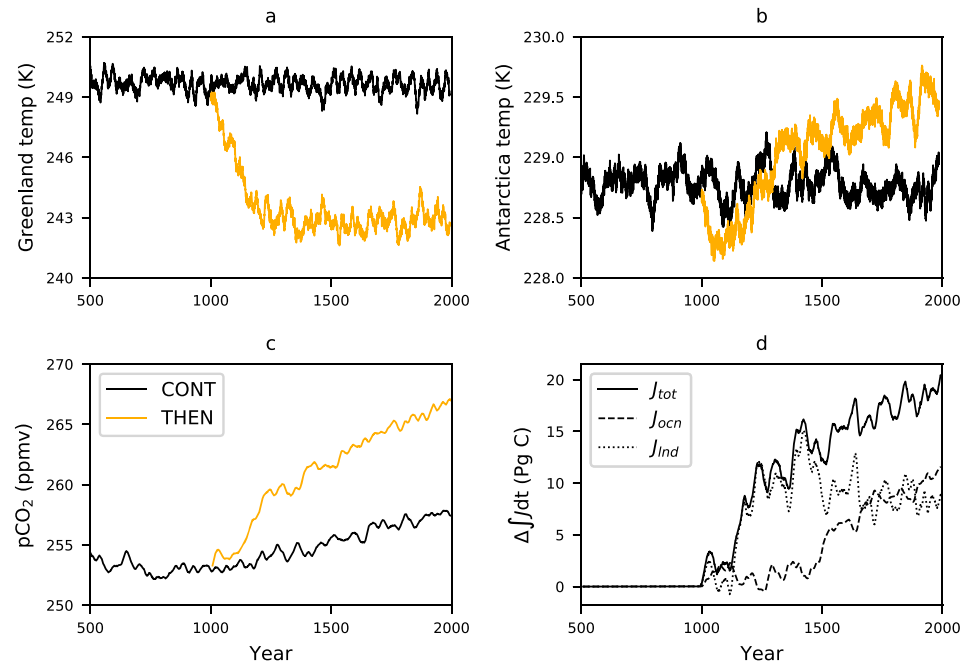 a
252
249
246
243
240
Greenland temp (K)
500
1000
1500
2000
b
230.0
229.5
229.0
228.5
228.0
Antarctica temp (K)
500
1000
1500
2000
c
270
265
260
255
250
pCO₂ (ppmv)
CONT
THEN
500
1000
1500
2000
Year
d
20
15
10
5
0
Δ∫Jdt (Pg C)
J_tot
J_ocn
J_lnd
500
1000
1500
2000
Year